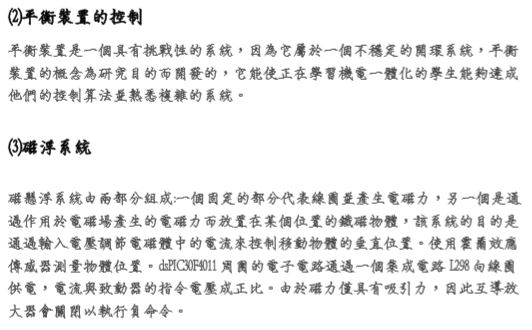 (2)平衡裝置的控制
平衡裝置是一個具有挑戰性的系統，因為它屬於一個不穩定的開環系統，平衡
裝置的概念為研究目的而開發的，它能使正在學習機電一體化的學生能夠達成
他們的控制算法並熟悉複雜的系統。
(3)磁浮系統
磁懸浮系統由兩部分組成:一個固定的部分代表線圈並產生電磁力，另一個是通
過作用於電磁場產生的電磁力而放置在某個位置的鐵磁物體，該系統的目的是
通過輸入電壓調節電磁體中的電流來控制移動物體的垂直位置。使用霍爾效應
傳感器測量物體位置。dsPIC30F4011 周圍的電子電路通過一個集成電路 L298 向線圈
供電，電流與致動器的指令電壓成正比。由於磁力僅具有吸引力，因此互導放
大器會關閉以執行負命令。